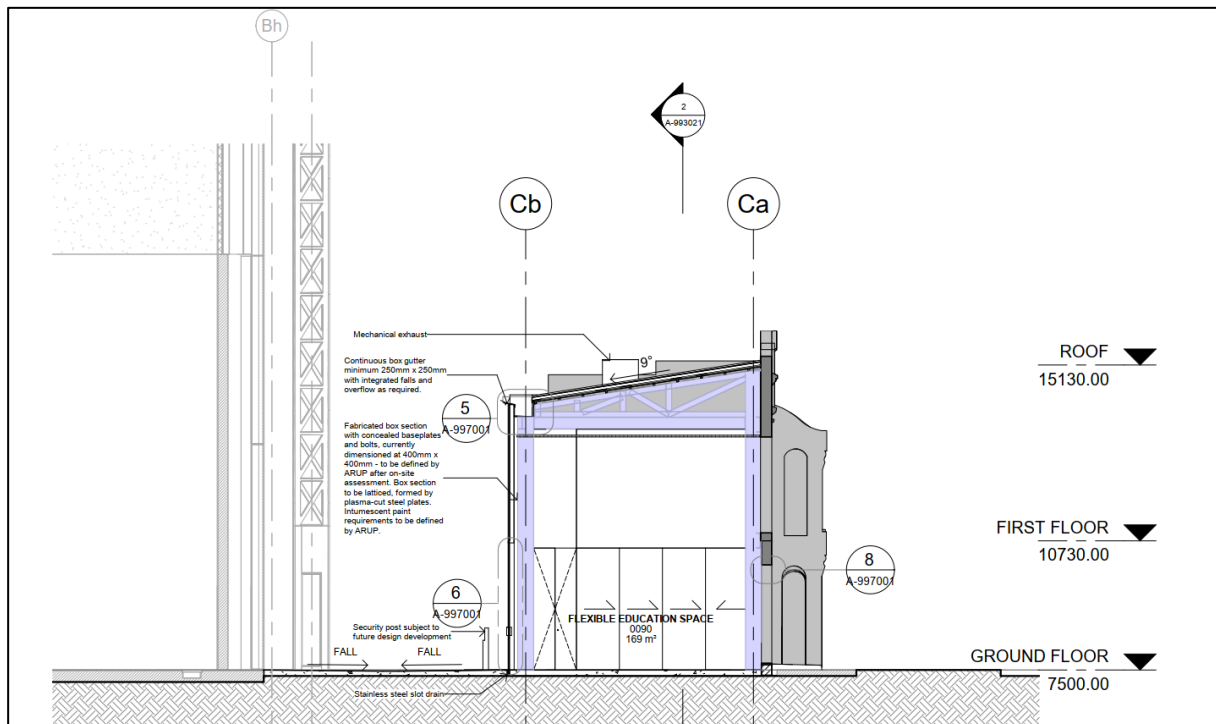 Bh
2
A-993021
Cb
Ca
Mechanical exhaust
9°
ROOF
15130.00
Continuous box gutter
minimum 250mm x 250mm
with integrated falls and
overflow as required.
5
A-997001
Fabricated box section
with concealed baseplates
and bolts, currently
dimensioned at 400mm x
400mm - to be defined by
ARUP after on-site
assessment. Box section
to be latticed, formed by
plasma-cut steel plates.
Intumescent paint
requirements to be defined
by ARUP.
FIRST FLOOR
10730.00
8
A-997001
6
A-997001
FLEXIBLE EDUCATION SPACE
0090
169 m²
Security post subject to
future design development
FALL FALL
GROUND FLOOR
7500.00
Stainless steel slot drain